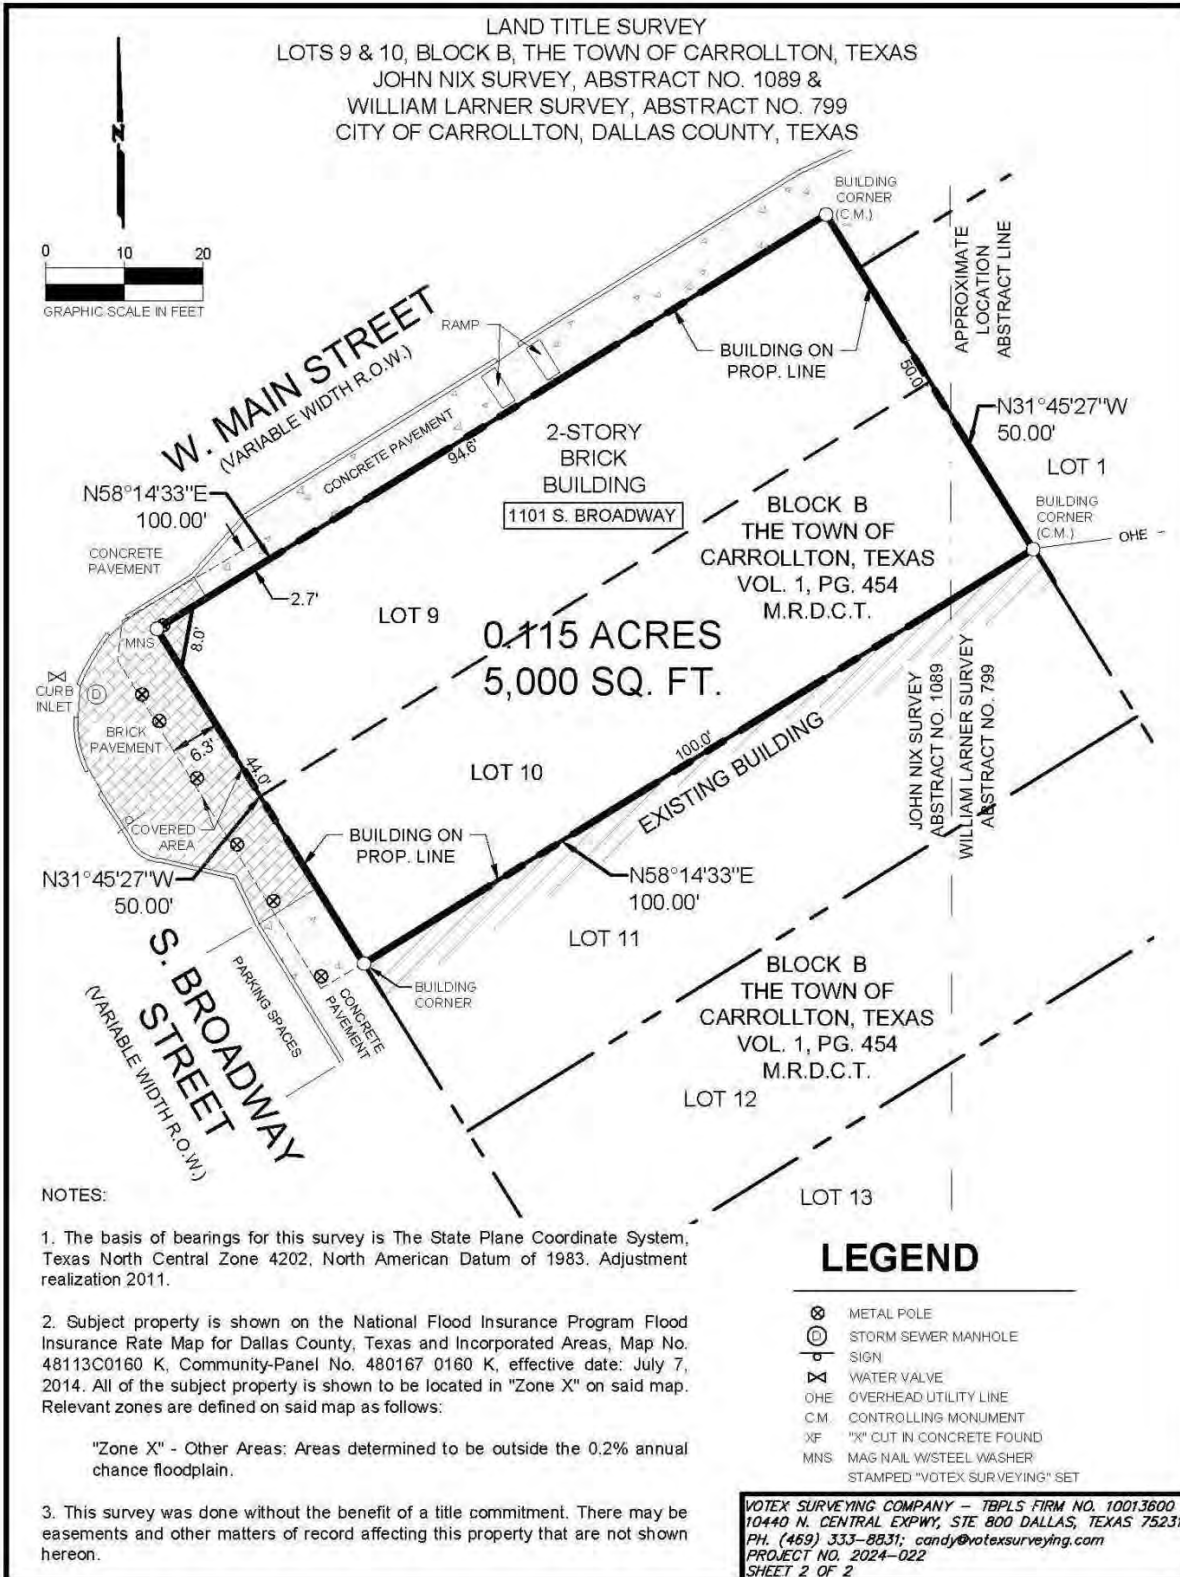 LAND TITLE SURVEY
LOTS 9 & 10, BLOCK B, THE TOWN OF CARROLLTON, TEXAS
JOHN NIX SURVEY, ABSTRACT NO. 1089 &
WILLIAM LARNER SURVEY, ABSTRACT NO. 799
CITY OF CARROLLTON, DALLAS COUNTY, TEXAS
N
0 10 20
GRAPHIC SCALE IN FEET
BUILDING
CORNER
(C.M.)
APPROXIMATE
LOCATION
ABSTRACT LINE
W. MAIN STREET
(VARIABLE WIDTH R.O.W.)
RAMP
CONCRETE PAVEMENT
94.6'
BUILDING ON
PROP. LINE
50.0'
N31°45'27"W
50.00'
LOT 1
2-STORY
BRICK
BUILDING
1101 S. BROADWAY
N58°14'33"E
100.00'
BLOCK B
THE TOWN OF
CARROLLTON, TEXAS
VOL. 1, PG. 454
M.R.D.C.T.
BUILDING
CORNER
(C.M.)
OHE
CONCRETE
PAVEMENT
2.7'
LOT 9
0.115 ACRES
5,000 SQ. FT.
MNS
8.0'
CURB
INLET
D
BRICK
PAVEMENT
6.3'
44.0'
LOT 10
100.0'
EXISTING BUILDING
JOHN NIX SURVEY
ABSTRACT NO. 1089
WILLIAM LARNER SURVEY
ABSTRACT NO. 799
COVERED
AREA
BUILDING ON
PROP. LINE
N31°45'27"W
50.00'
N58°14'33"E
100.00'
LOT 11
S. BROADWAY
STREET
(VARIABLE WIDTH R.O.W.)
PARKING SPACES
CONCRETE
PAVEMENT
BUILDING
CORNER
BLOCK B
THE TOWN OF
CARROLLTON, TEXAS
VOL. 1, PG. 454
M.R.D.C.T.
LOT 12
LOT 13
NOTES:
1. The basis of bearings for this survey is The State Plane Coordinate System,
Texas North Central Zone 4202, North American Datum of 1983. Adjustment
realization 2011.
2. Subject property is shown on the National Flood Insurance Program Flood
Insurance Rate Map for Dallas County, Texas and Incorporated Areas, Map No.
48113C0160 K, Community-Panel No. 480167 0160 K, effective date: July 7,
2014. All of the subject property is shown to be located in "Zone X" on said map.
Relevant zones are defined on said map as follows:
"Zone X" - Other Areas: Areas determined to be outside the 0.2% annual
chance floodplain.
3. This survey was done without the benefit of a title commitment. There may be
easements and other matters of record affecting this property that are not shown
hereon.
LEGEND
METAL POLE
D STORM SEWER MANHOLE
SIGN
WATER VALVE
OHE OVERHEAD UTILITY LINE
C.M. CONTROLLING MONUMENT
XF "X" CUT IN CONCRETE FOUND
MNS MAG NAIL W/STEEL WASHER
STAMPED "VOTEX SURVEYING" SET
VOTEX SURVEYING COMPANY – TBPLS FIRM NO. 10013600
10440 N. CENTRAL EXPWY, STE 800 DALLAS, TEXAS 75231
PH. (469) 333–8831; candy@votexsurveying.com
PROJECT NO. 2024–022
SHEET 2 OF 2